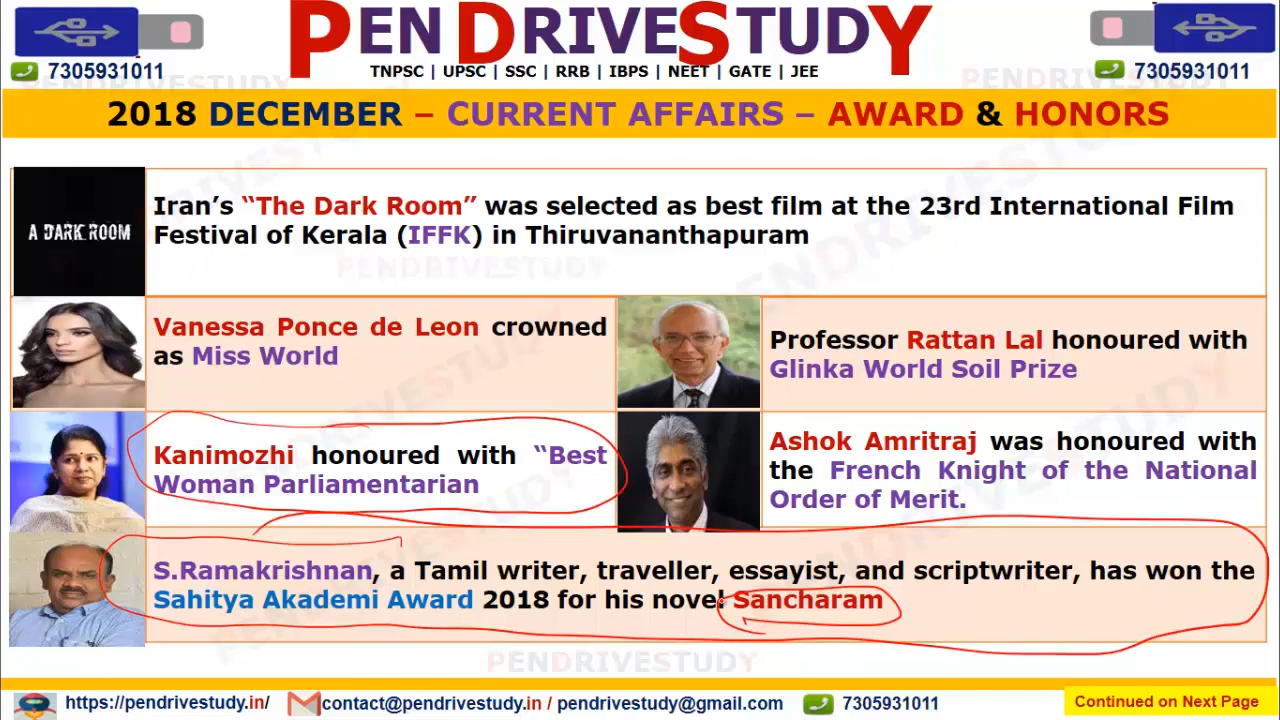 PENDRIVESTUDY
TNPSC | UPSC | SSC | RRB | IBPS | NEET | GATE | JEE
7305931011
7305931011
2018 DECEMBER – CURRENT AFFAIRS – AWARD & HONORS
A DARK ROOM
Iran’s “The Dark Room” was selected as best film at the 23rd International Film
Festival of Kerala (IFFK) in Thiruvananthapuram
Vanessa Ponce de Leon crowned
as Miss World
Professor Rattan Lal honoured with
Glinka World Soil Prize
Kanimozhi honoured with “Best
Woman Parliamentarian
Ashok Amritraj was honoured with
the French Knight of the National
Order of Merit.
S.Ramakrishnan, a Tamil writer, traveller, essayist, and scriptwriter, has won the
Sahitya Akademi Award 2018 for his novel Sancharam
PENDRIVESTUDY
https://pendrivestudy.in/
contact@pendrivestudy.in / pendrivestudy@gmail.com
7305931011
Continued on Next Page